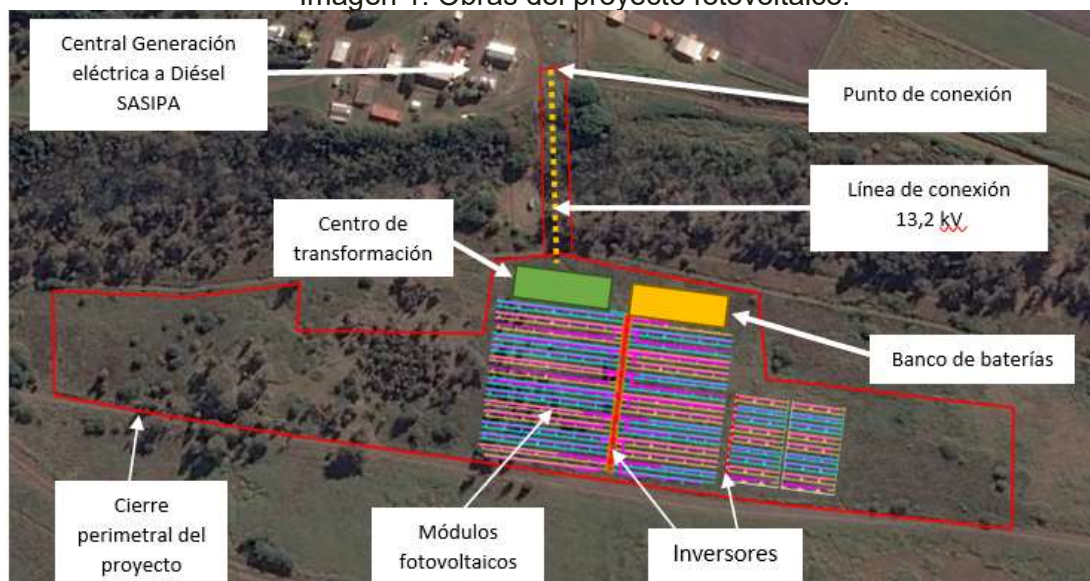 Imagen 1. Obras del proyecto fotovoltaico.
Central Generación
eléctrica a Diésel
SASIPA
Punto de conexión
Línea de conexión
13,2 kV
Centro de
transformación
Banco de baterías
Cierre
perimetral del
proyecto
Módulos
fotovoltaicos
Inversores